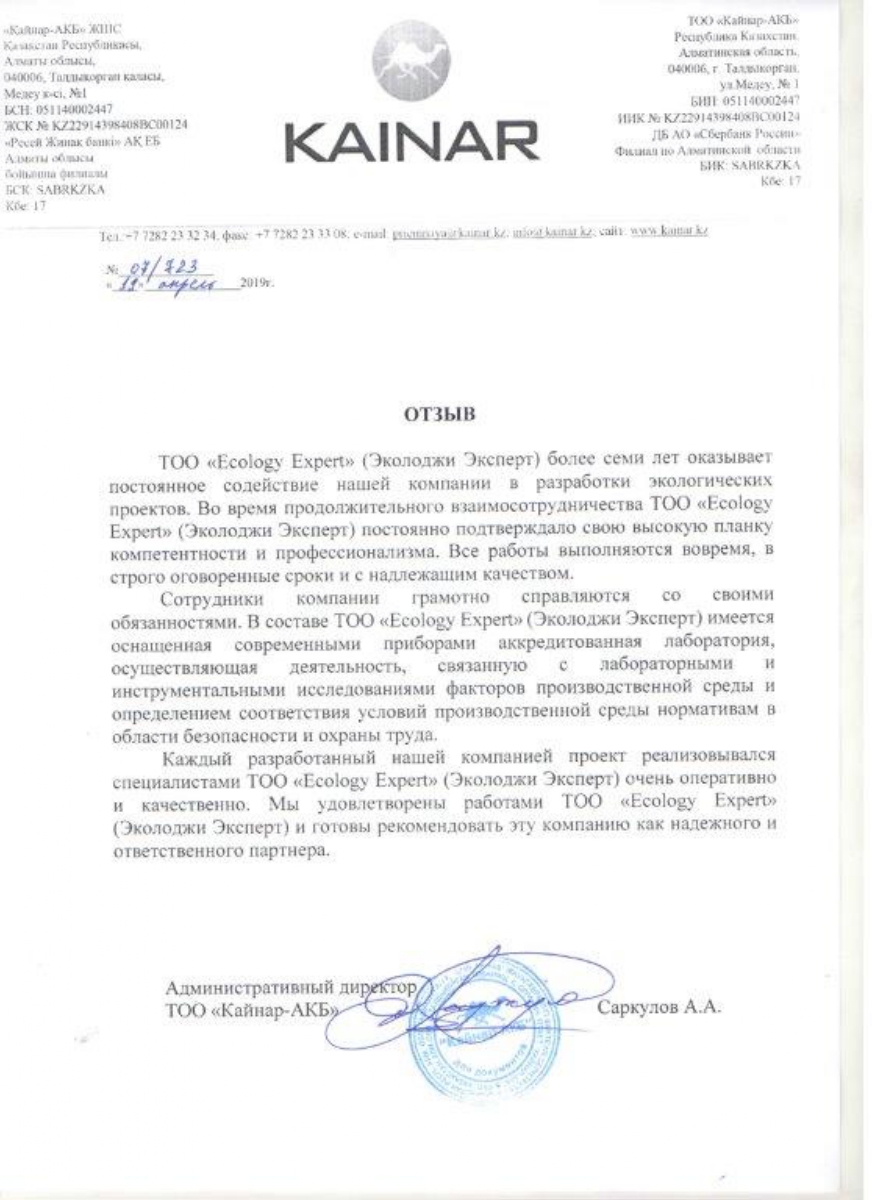 «Қайнар-АКБ» ЖШС
Қазақстан Республикасы,
Алматы облысы,
040006, Талдықорған қаласы,
Медеу к-сі, №1
БСН: 051140002447
ЖСК № KZ22914398408BC00124
«Ресей Жинақ банкі» АҚ ЕБ
Алматы облысы
бойынша филиалы
БСК: SABRKZKA
Кбе: 17
KAINAR
ТОО «Кайнар-АКБ»
Республика Казахстан,
Алматинская область,
040006, г. Талдыкорган,
ул.Медеу, № 1
БИН: 051140002447
ИИК № KZ22914398408BC00124
ДБ АО «Сбербанк России»
Филиал по Алматинской области
БИК: SABRKZKA
Кбе: 17
Тел.:+7 7282 23 32 34, факс: +7 7282 23 33 08, e-mail: priemnaya@kainar.kz; info@kainar.kz; сайт: www.kainar.kz
№ 07/723
«19» апрель 2019г.
ОТЗЫВ
ТОО «Ecology Expert» (Эколоджи Эксперт) более семи лет оказывает
постоянное содействие нашей компании в разработки экологических
проектов. Во время продолжительного взаимосотрудничества ТОО «Ecology
Expert» (Эколоджи Эксперт) постоянно подтверждало свою высокую планку
компетентности и профессионализма. Все работы выполняются вовремя, в
строго оговоренные сроки и с надлежащим качеством.
Сотрудники компании грамотно справляются со своими
обязанностями. В составе ТОО «Ecology Expert» (Эколоджи Эксперт) имеется
оснащенная современными приборами аккредитованная лаборатория,
осуществляющая деятельность, связанную с лабораторными и
инструментальными исследованиями факторов производственной среды и
определением соответствия условий производственной среды нормативам в
области безопасности и охраны труда.
Каждый разработанный нашей компанией проект реализовывался
специалистами ТОО «Ecology Expert» (Эколоджи Эксперт) очень оперативно
и качественно. Мы удовлетворены работами ТОО «Ecology Expert»
(Эколоджи Эксперт) и готовы рекомендовать эту компанию как надежного и
ответственного партнера.
Административный директор
ТОО «Кайнар-АКБ»
Саркулов А.А.
«Кайнар-АКБ»
Для документов